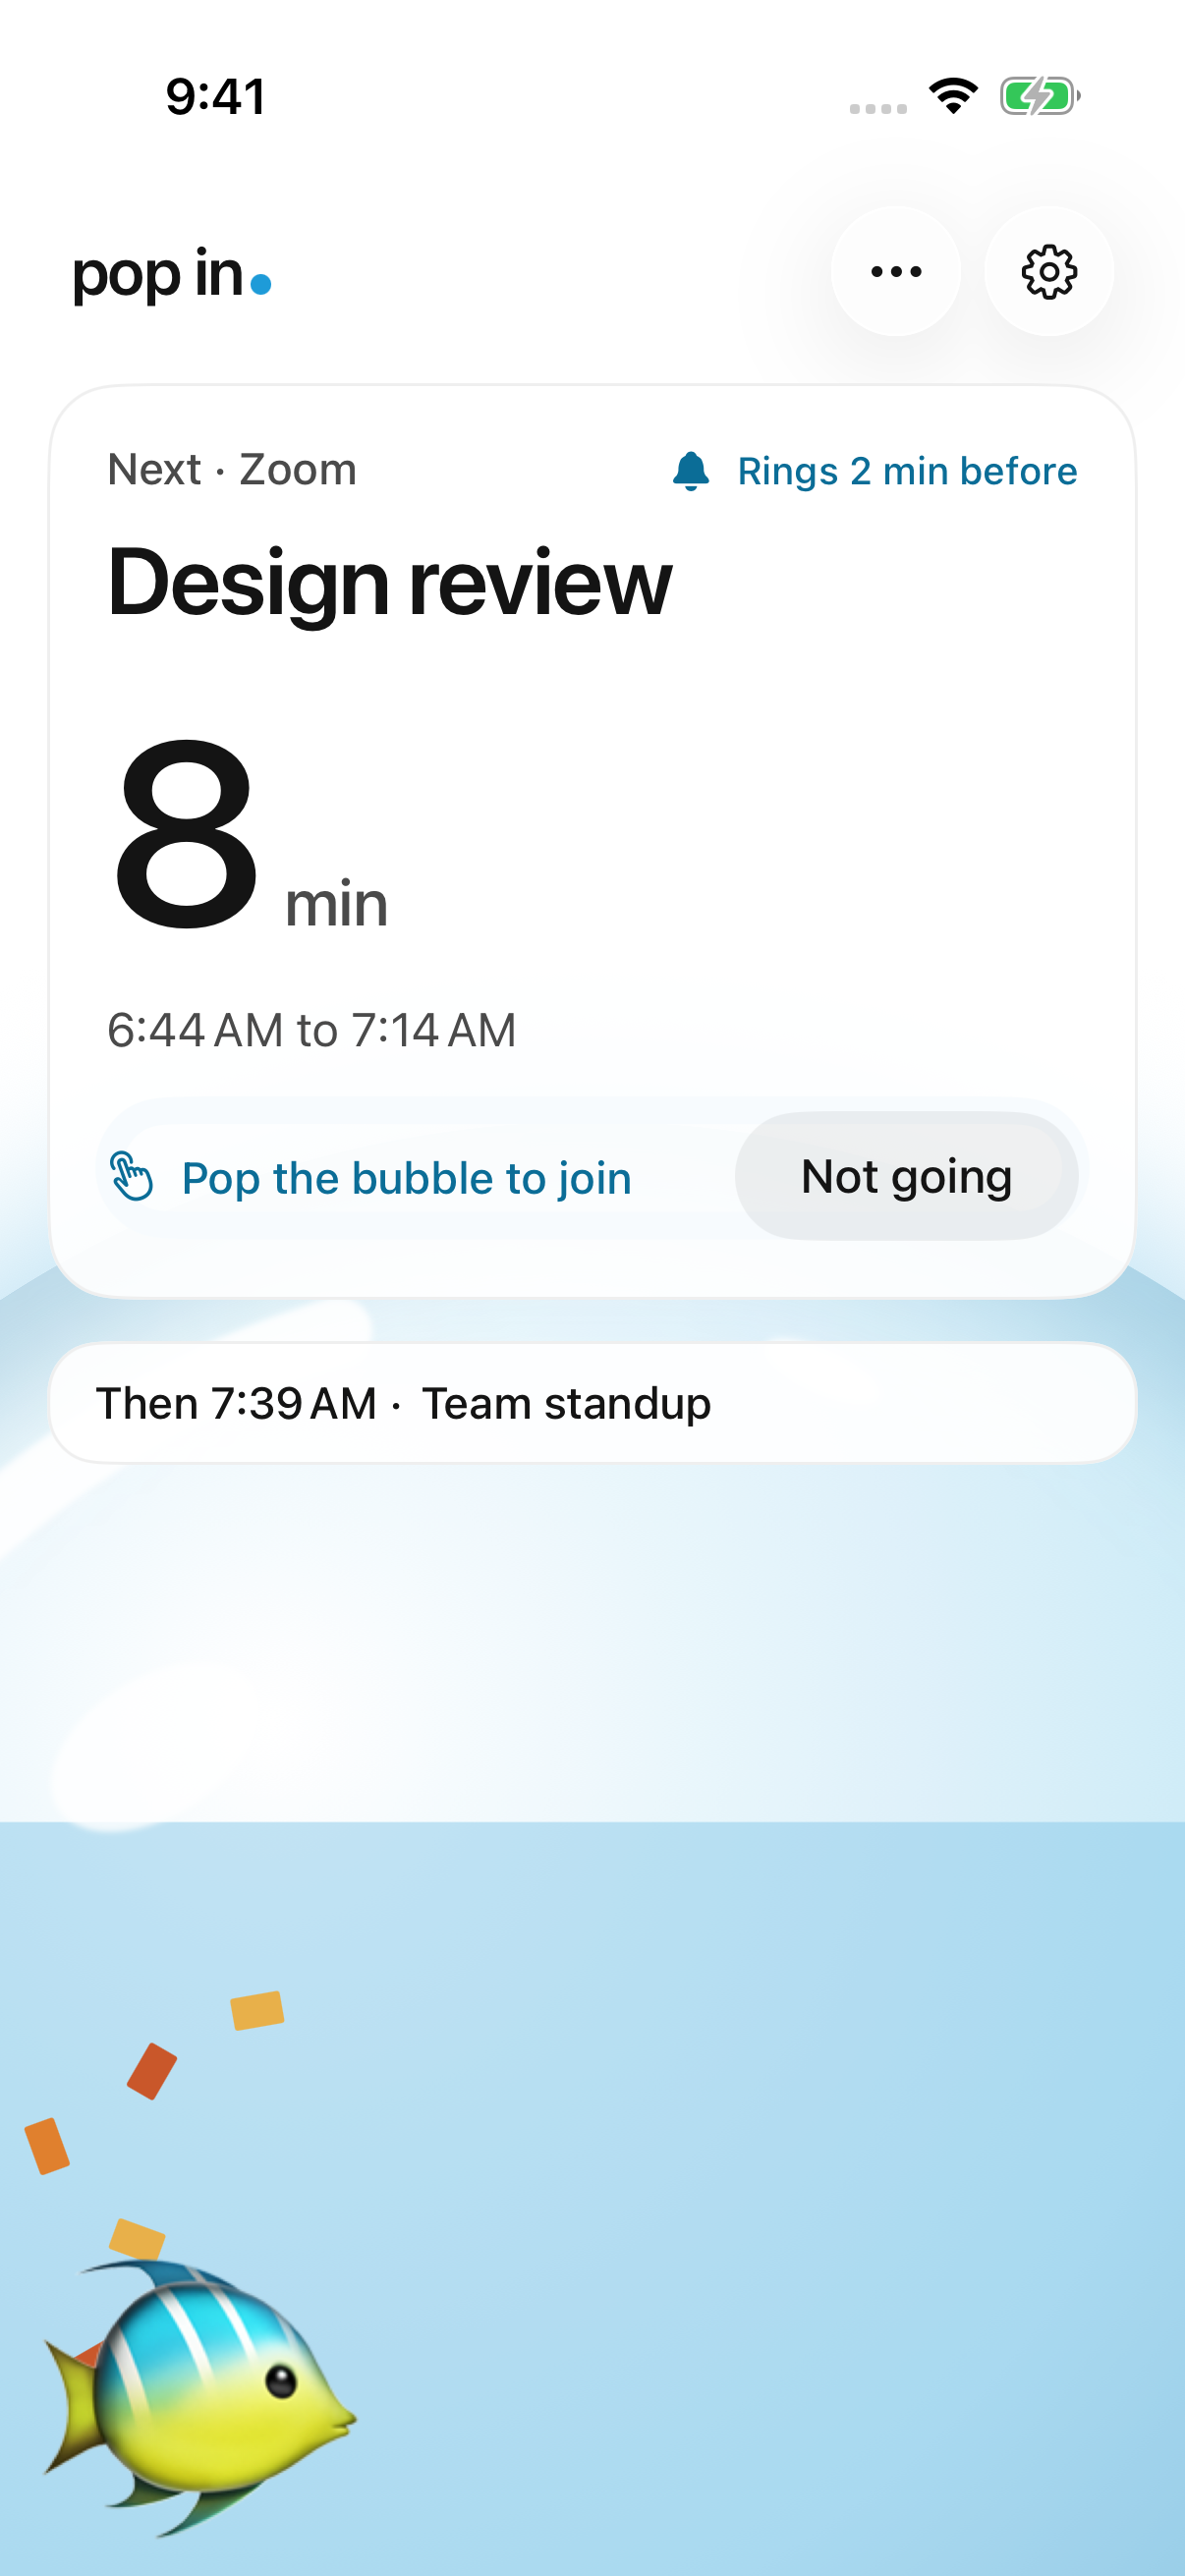 9:41
pop in
Next · Zoom
Rings 2 min before
Design review
8 min
6:44 AM to 7:14 AM
Pop the bubble to join
Not going
Then 7:39 AM · Team standup